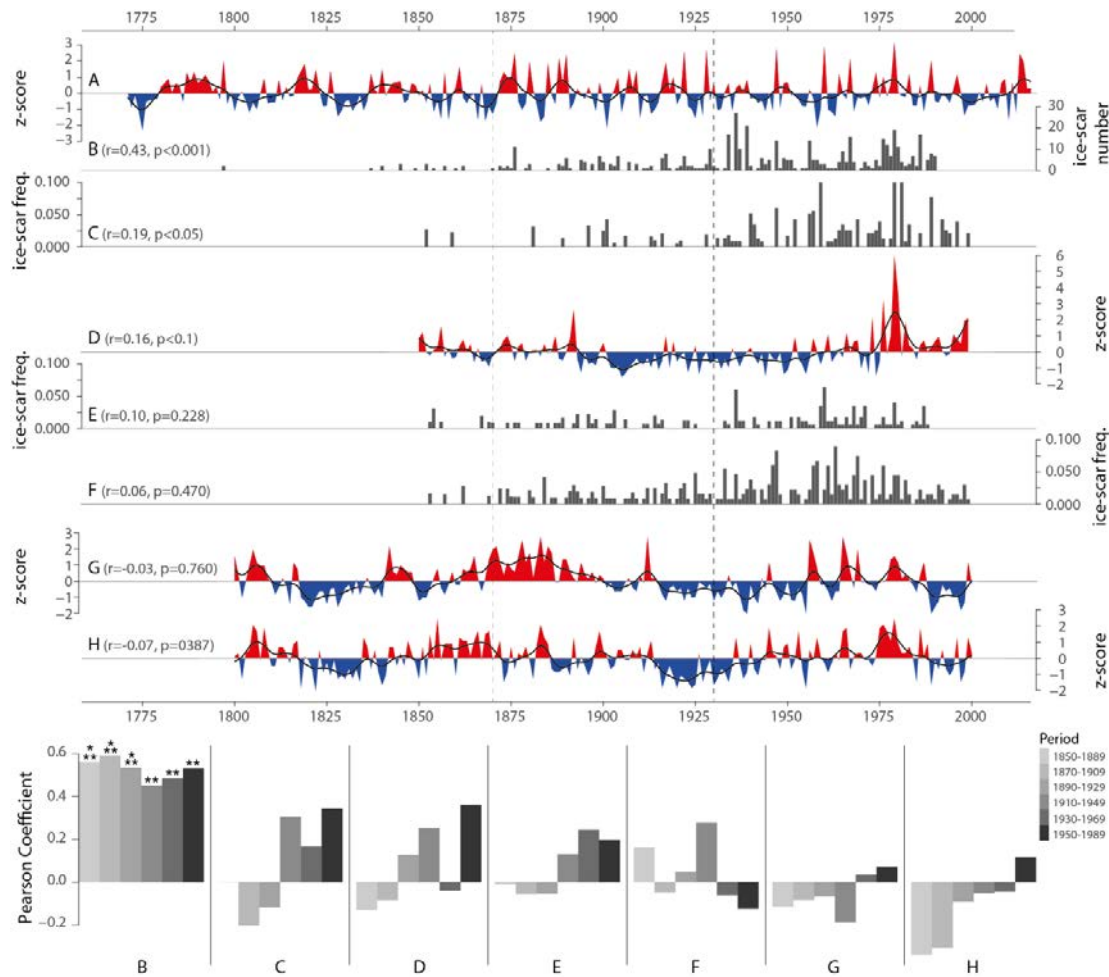 1775 1800 1825 1850 1875 1900 1925 1950 1975 2000
z-score
3
2
1
0
−1
−2
−3
A
30
20
10
0
ice-scar
number
B (r=0.43, p<0.001)
ice-scar freq.
0.100
0.050
0.000
C (r=0.19, p<0.05)
6
5
4
3
2
1
0
−1
−2
z-score
D (r=0.16, p<0.1)
ice-scar freq.
0.100
0.050
0.000
E (r=0.10, p=0.228)
0.100
0.050
0.000
ice-scar freq.
F (r=0.06, p=0.470)
z-score
3
2
1
0
−1
−2
G (r=-0.03, p=0.760)
3
2
1
0
−1
−2
z-score
H (r=-0.07, p=0387)
1775 1800 1825 1850 1875 1900 1925 1950 1975 2000
Pearson Coefficient
0.6
0.4
0.2
0.0
−0.2
* * *
** ** ** ** ** **
Period
1850-1889
1870-1909
1890-1929
1910-1949
1930-1969
1950-1989
B C D E F G H